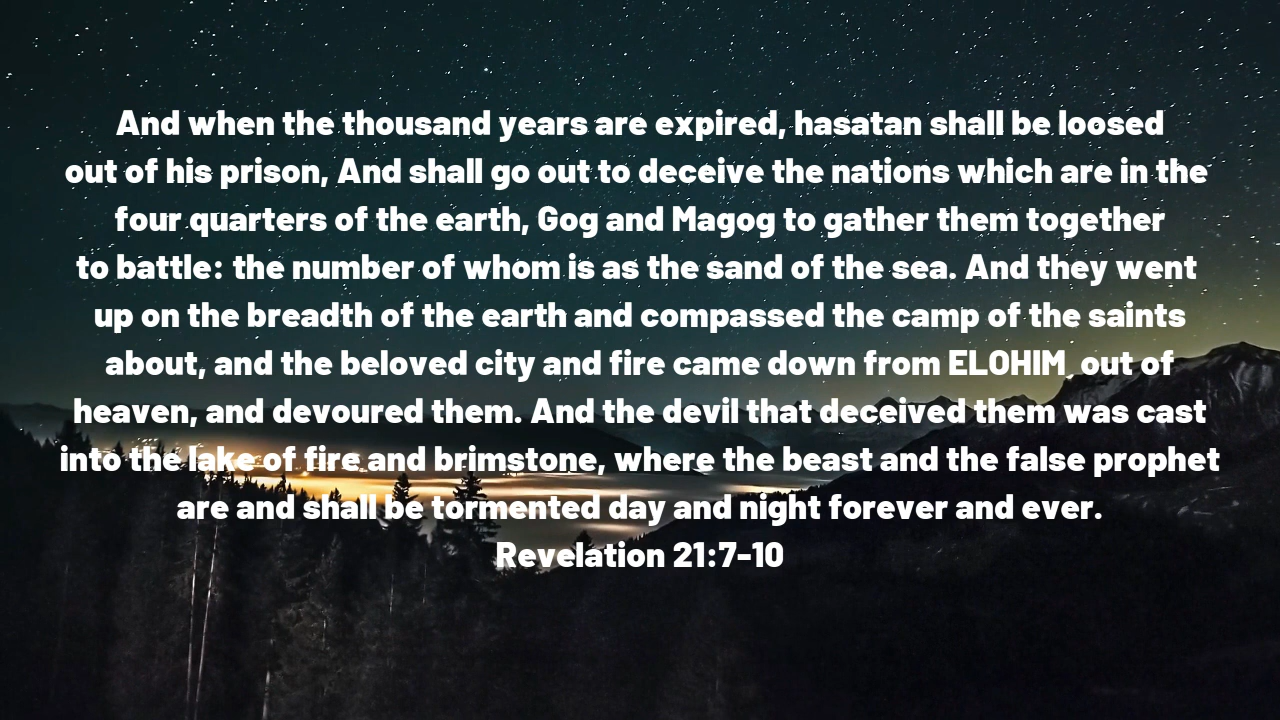 And when the thousand years are expired, hasatan shall be loosed
out of his prison, And shall go out to deceive the nations which are in the
four quarters of the earth, Gog and Magog to gather them together
to battle: the number of whom is as the sand of the sea. And they went
up on the breadth of the earth and compassed the camp of the saints
about, and the beloved city and fire came down from ELOHIM, out of
heaven, and devoured them. And the devil that deceived them was cast
into the lake of fire and brimstone, where the beast and the false prophet
are and shall be tormented day and night forever and ever.
Revelation 21:7-10